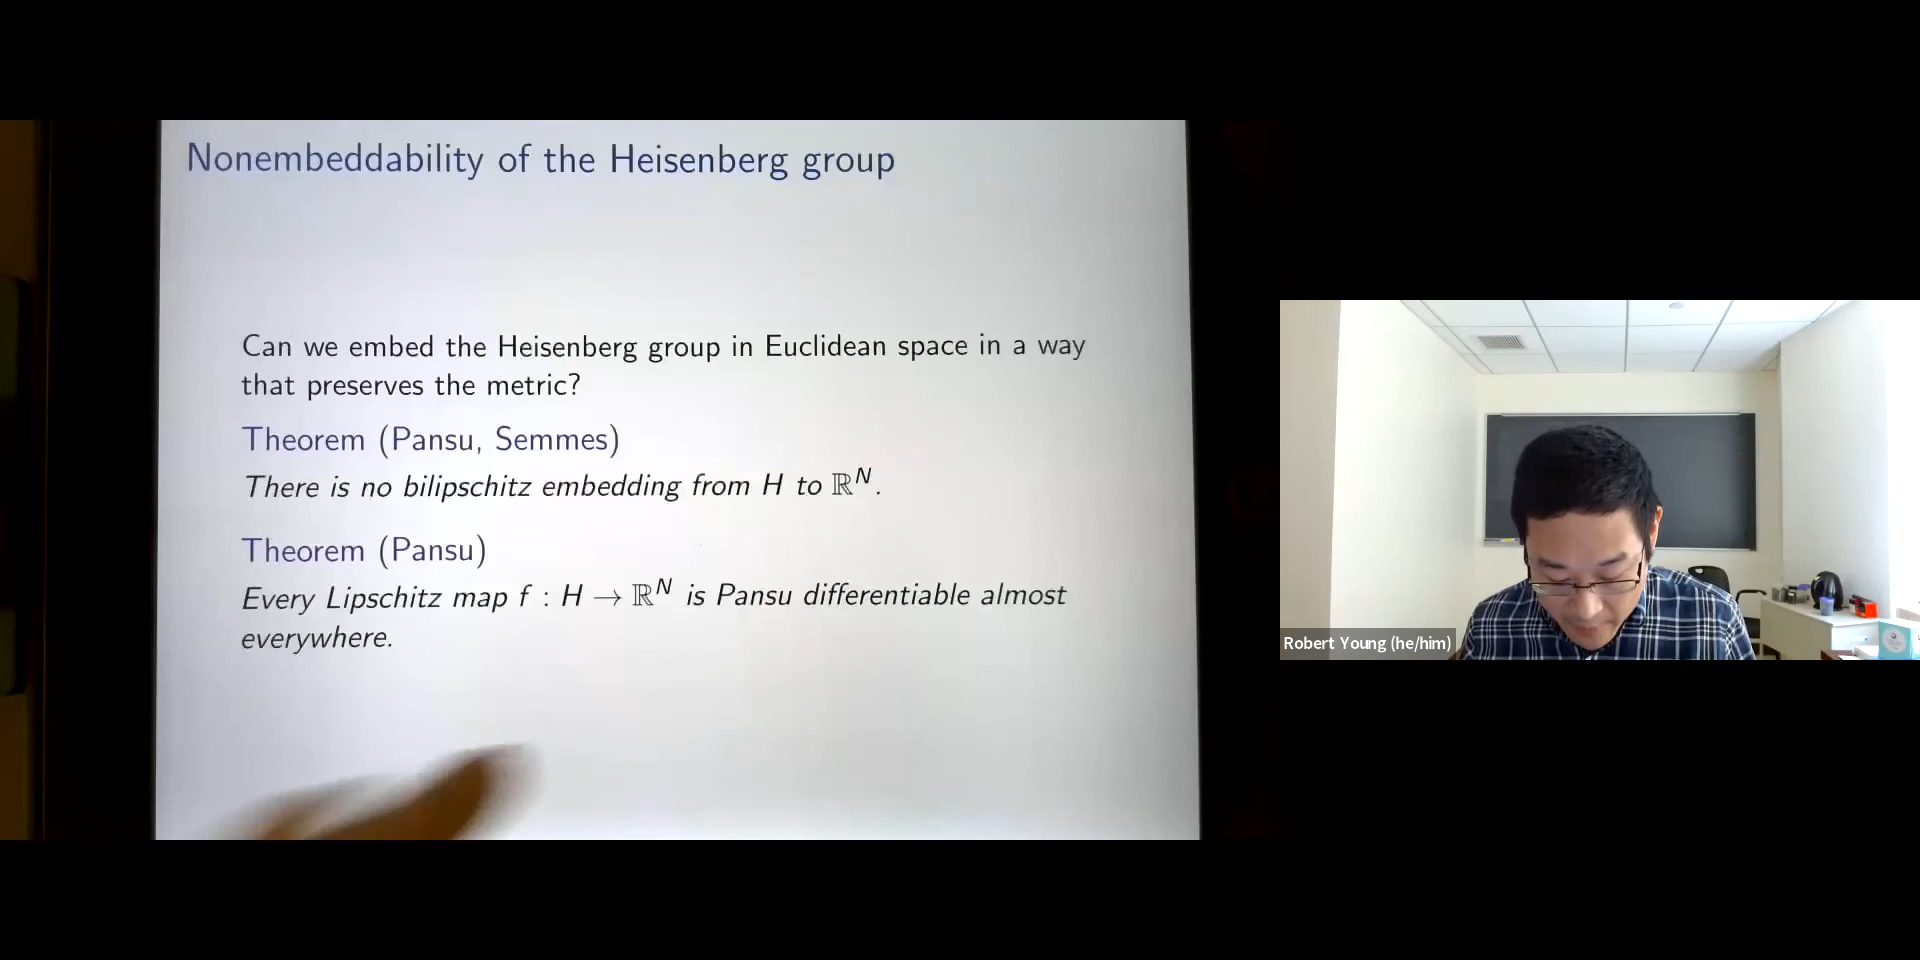 Nonembeddability of the Heisenberg group
Can we embed the Heisenberg group in Euclidean space in a way
that preserves the metric?
Theorem (Pansu, Semmes)
There is no bilipschitz embedding from H to ℝᴺ.
Theorem (Pansu)
Every Lipschitz map f : H → ℝᴺ is Pansu differentiable almost
everywhere.
Robert Young (he/him)